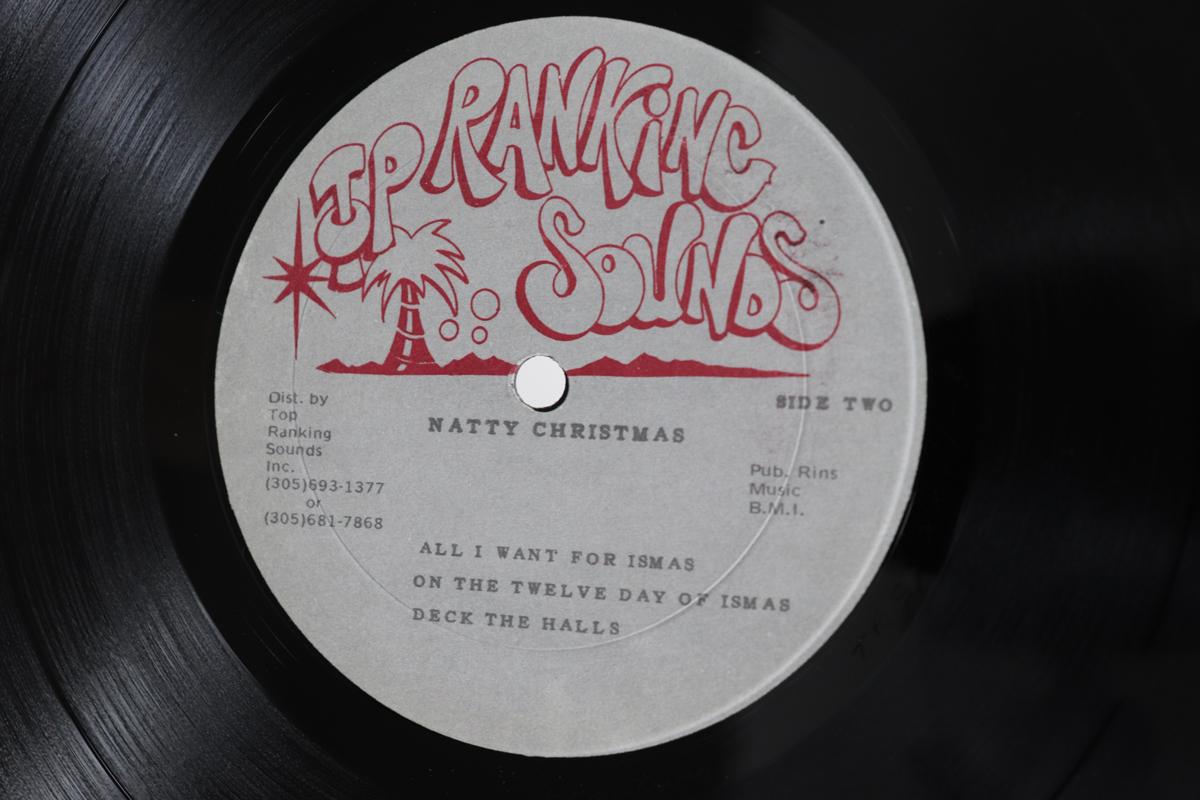 JP RANKiNG
SOUNDS
SIDE TWO
Dist. by
Top
Ranking
Sounds
Inc.
(305)693-1377
or
(305)681-7868
NATTY CHRISTMAS
Pub. Rins
Music
B.M.I.
ALL I WANT FOR ISMAS
ON THE TWELVE DAY OF ISMAS
DECK THE HALLS